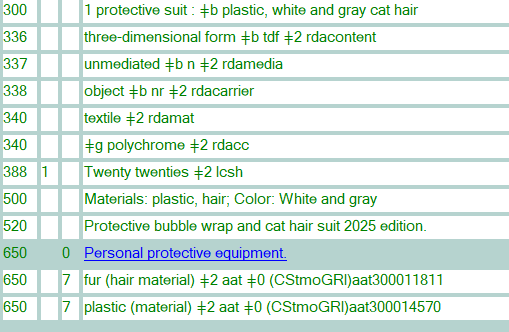 300 1 protective suit : ǂb plastic, white and gray cat hair
336 three-dimensional form ǂb tdf ǂ2 rdacontent
337 unmediated ǂb n ǂ2 rdamedia
338 object ǂb nr ǂ2 rdacarrier
340 textile ǂ2 rdamat
340 ǂg polychrome ǂ2 rdacc
388 1 Twenty twenties ǂ2 lcsh
500 Materials: plastic, hair; Color: White and gray
520 Protective bubble wrap and cat hair suit 2025 edition.
650 0 Personal protective equipment.
650 7 fur (hair material) ǂ2 aat ǂ0 (CStmoGRI)aat300011811
650 7 plastic (material) ǂ2 aat ǂ0 (CStmoGRI)aat300014570